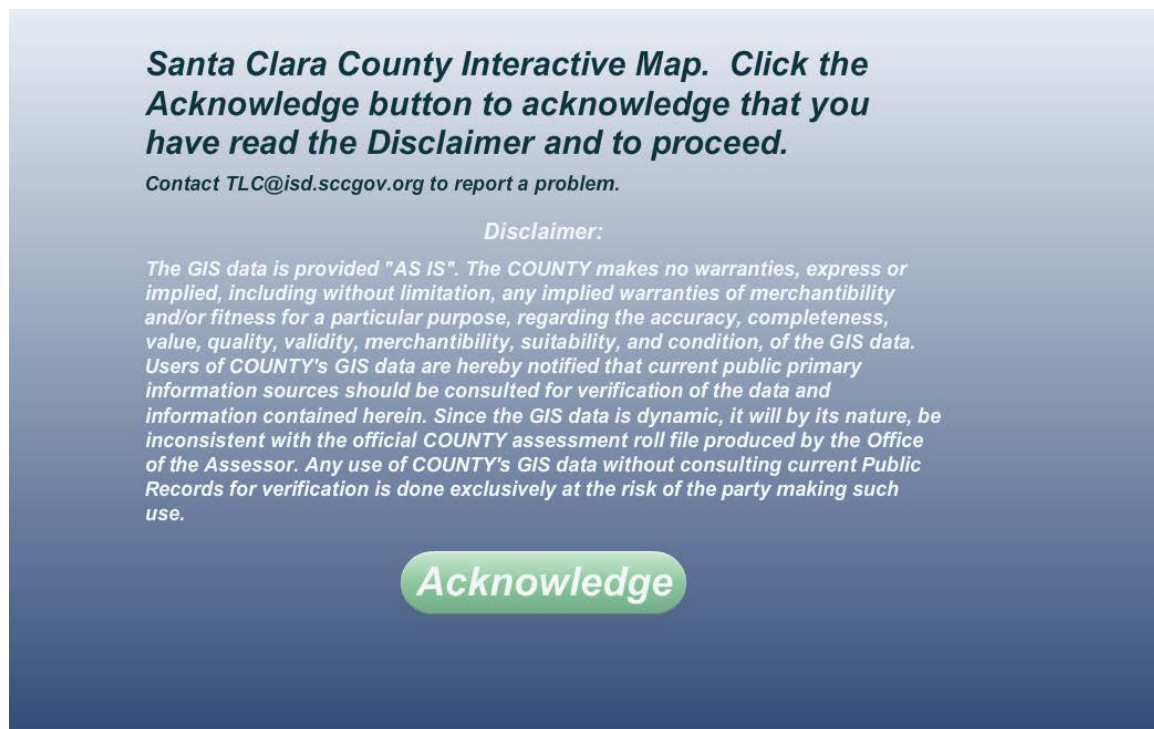 Santa Clara County Interactive Map.  Click the
Acknowledge button to acknowledge that you
have read the Disclaimer and to proceed.
Contact TLC@isd.sccgov.org to report a problem.
Disclaimer:
The GIS data is provided "AS IS". The COUNTY makes no warranties, express or
implied, including without limitation, any implied warranties of merchantibility
and/or fitness for a particular purpose, regarding the accuracy, completeness,
value, quality, validity, merchantibility, suitability, and condition, of the GIS data.
Users of COUNTY's GIS data are hereby notified that current public primary
information sources should be consulted for verification of the data and
information contained herein. Since the GIS data is dynamic, it will by its nature, be
inconsistent with the official COUNTY assessment roll file produced by the Office
of the Assessor. Any use of COUNTY's GIS data without consulting current Public
Records for verification is done exclusively at the risk of the party making such
use.
Acknowledge